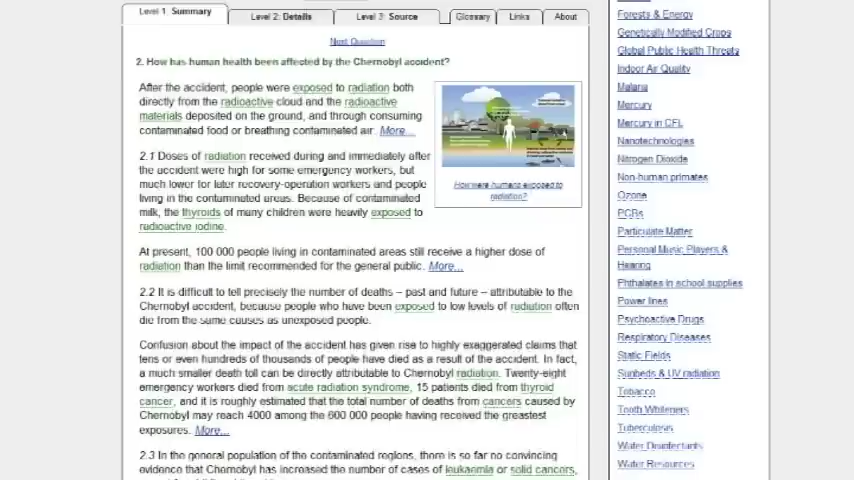 Level 1: Summary
Level 2: Details
Level 3: Source
Glossary
Links
About
Next Question
2. How has human health been affected by the Chernobyl accident?
After the accident, people were exposed to radiation both
directly from the radioactive cloud and the radioactive
materials deposited on the ground, and through consuming
contaminated food or breathing contaminated air. More...
How were humans exposed to
radiation?
2.1 Doses of radiation received during and immediately after
the accident were high for some emergency workers, but
much lower for later recovery-operation workers and people
living in the contaminated areas. Because of contaminated
milk, the thyroids of many children were heavily exposed to
radioactive iodine.
At present, 100 000 people living in contaminated areas still receive a higher dose of
radiation than the limit recommended for the general public. More...
2.2 It is difficult to tell precisely the number of deaths – past and future – attributable to the
Chernobyl accident, because people who have been exposed to low levels of radiation often
die from the same causes as unexposed people.
Confusion about the impact of the accident has given rise to highly exaggerated claims that
tens or even hundreds of thousands of people have died as a result of the accident. In fact,
a much smaller death toll can be directly attributable to Chernobyl radiation. Twenty-eight
emergency workers died from acute radiation syndrome, 15 patients died from thyroid
cancer, and it is roughly estimated that the total number of deaths from cancers caused by
Chernobyl may reach 4000 among the 600 000 people having received the greatest
exposures. More...
2.3 In the general population of the contaminated regions, there is so far no convincing
evidence that Chernobyl has increased the number of cases of leukaemia or solid cancers,
Forests & Energy
Genetically Modified Crops
Global Public Health Threats
Indoor Air Quality
Malaria
Mercury
Mercury in CFL
Nanotechnologies
Nitrogen Dioxide
Non-human primates
Ozone
PCBs
Particulate Matter
Personal Music Players &
Hearing
Phthalates in school supplies
Power lines
Psychoactive Drugs
Respiratory Diseases
Static Fields
Sunbeds & UV radiation
Tobacco
Tooth Whiteners
Tuberculosis
Water Disinfectants
Water Resources